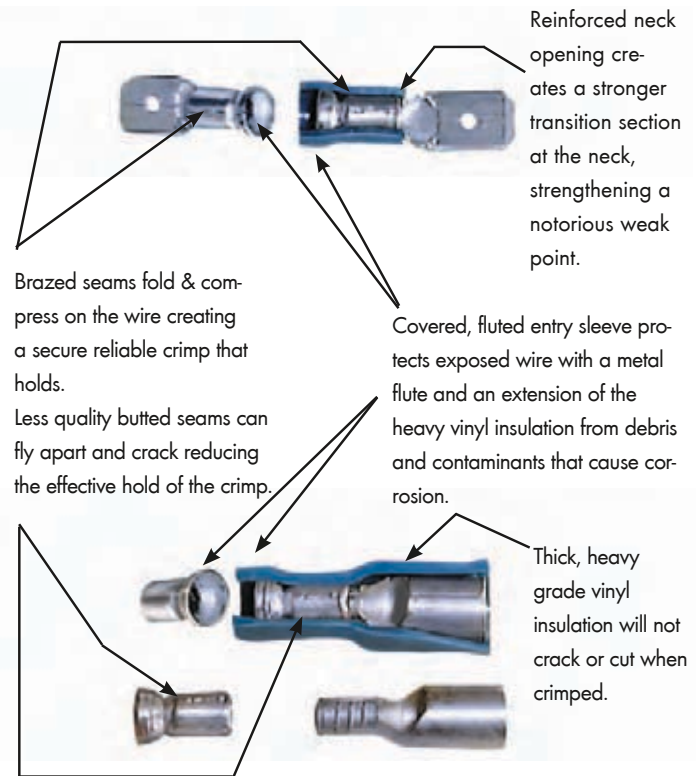 Reinforced neck
opening cre-
ates a stronger
transition section
at the neck,
strengthening a
notorious weak
point.
Brazed seams fold & com-
press on the wire creating
a secure reliable crimp that
holds.
Less quality butted seams can
fly apart and crack reducing
the effective hold of the crimp.
Covered, fluted entry sleeve pro-
tects exposed wire with a metal
flute and an extension of the
heavy vinyl insulation from debris
and contaminants that cause cor-
rosion.
Thick, heavy
grade vinyl
insulation will not
crack or cut when
crimped.